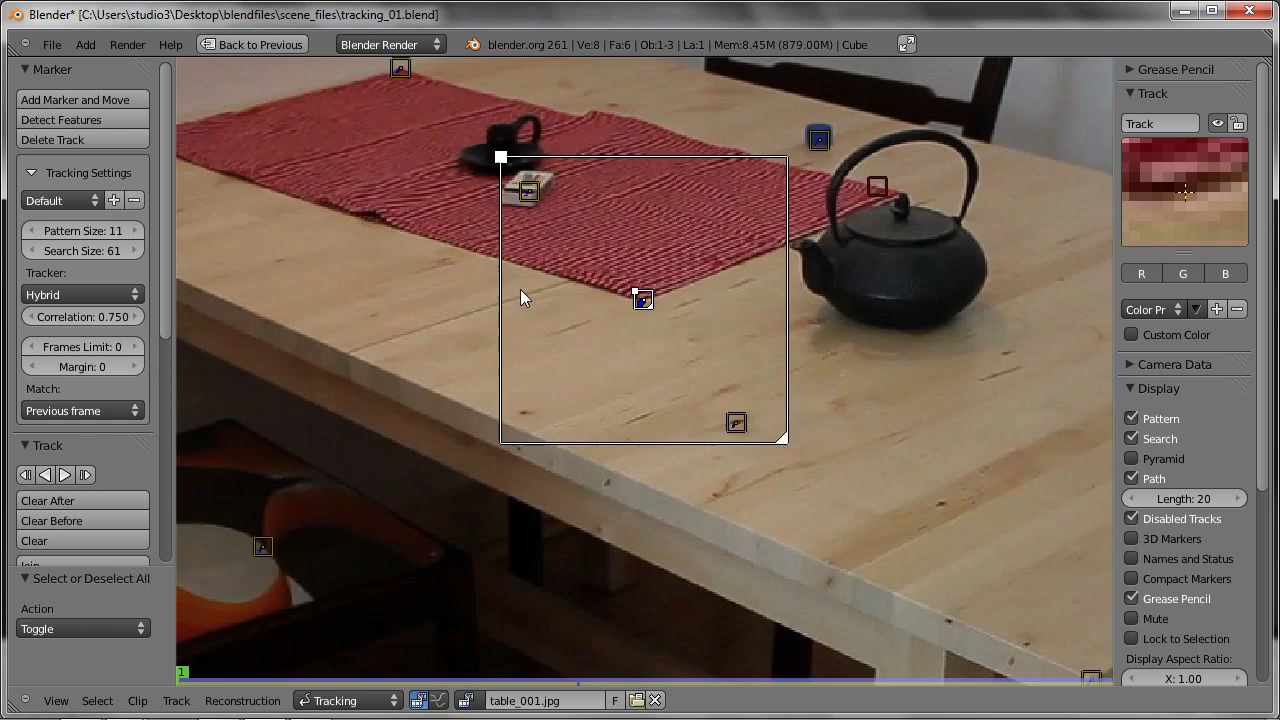 Blender* [C:\Users\studio3\Desktop\blendfiles\scene_files\tracking_01.blend]
File Add Render Help Back to Previous Blender Render blender.org 261 | Ve:8 | Fa:6 | Ob:1-3 | La:1 | Mem:8.45M (879.00M) | Cube
Marker
Add Marker and Move
Detect Features
Delete Track
Tracking Settings
Default
Pattern Size: 11
Search Size: 61
Tracker:
Hybrid
Correlation: 0.750
Frames Limit: 0
Margin: 0
Match:
Previous frame
Track
Clear After
Clear Before
Clear
Join
Select or Deselect All
Action
Toggle
Grease Pencil
Track
Track
R G B
Color Pr
Custom Color
Camera Data
Display
Pattern
Search
Pyramid
Path
Length: 20
Disabled Tracks
3D Markers
Names and Status
Compact Markers
Grease Pencil
Mute
Lock to Selection
Display Aspect Ratio:
X: 1.00
1
View Select Clip Track Reconstruction Tracking table_001.jpg F